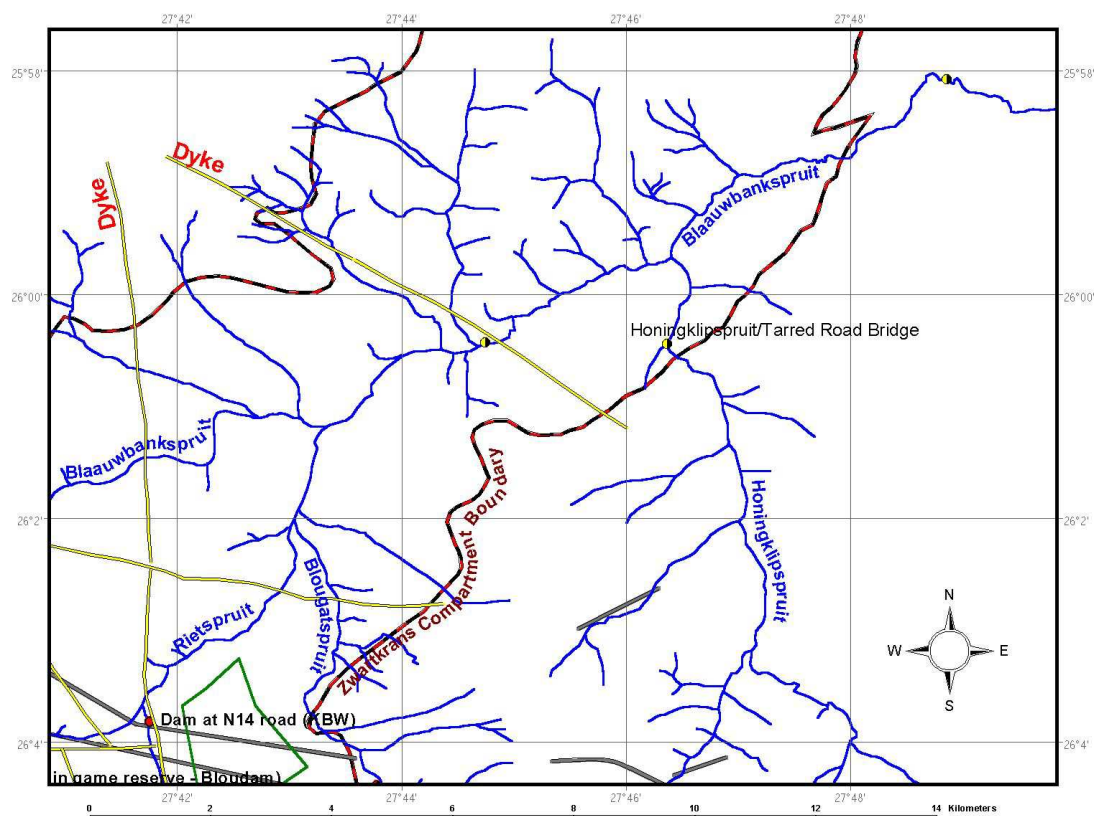 27°42'
27°44'
27°46'
27°48'
25°58'
25°58'
Dyke
Dyke
Blaauwbankspruit
26°00'
26°00'
Honingklipspruit/Tarred Road Bridge
Blaauwbankspruit
Zwartkrans Compartment Boundary
Honingklipspruit
26°2'
26°2'
Blougatspruit
Rietspruit
N
W
E
S
Dam at N14 road (KBW)
26°4'
26°4'
in game reserve - Bloudam)
27°42'
27°44'
27°46'
27°48'
0 2 4 6 8 10 12 14 Kilometers